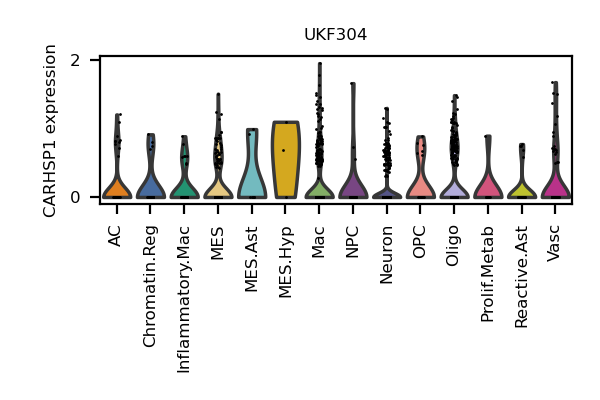 UKF304
CARHSP1 expression
2
0
AC
Chromatin.Reg
Inflammatory.Mac
MES
MES.Ast
MES.Hyp
Mac
NPC
Neuron
OPC
Oligo
Prolif.Metab
Reactive.Ast
Vasc